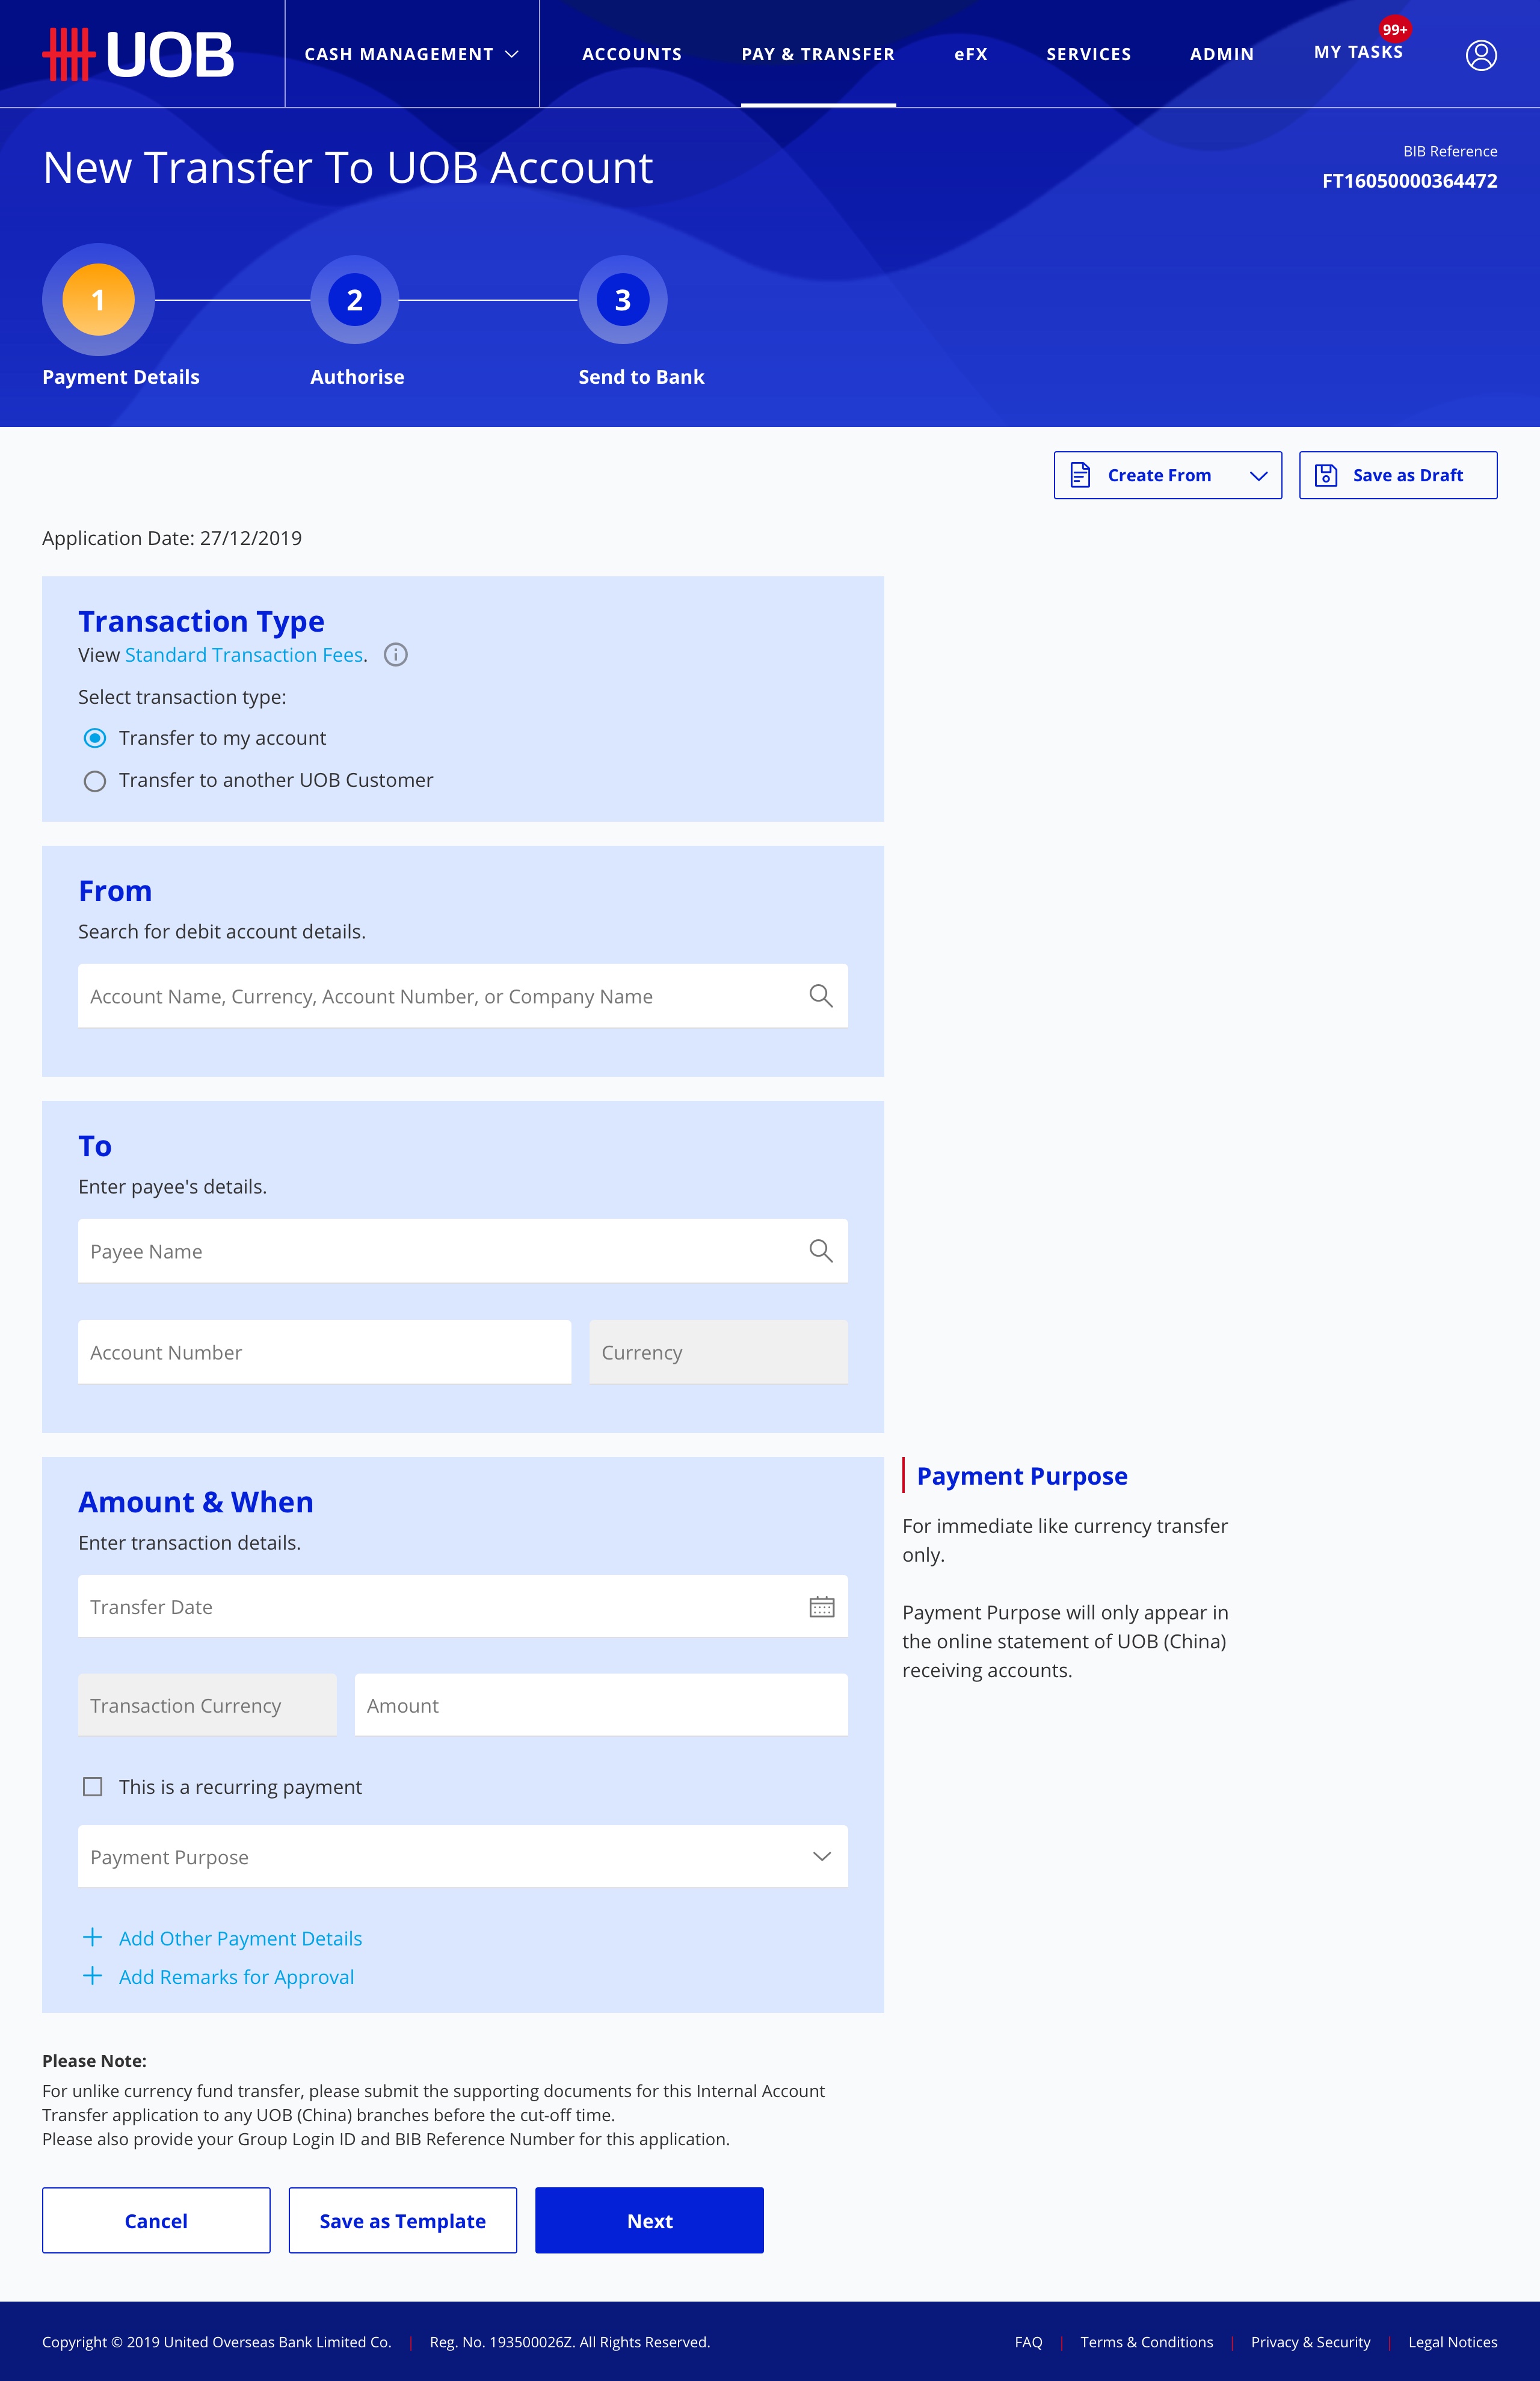 UOB
CASH MANAGEMENT
ACCOUNTS
PAY & TRANSFER
eFX
SERVICES
ADMIN
MY TASKS
99+
New Transfer To UOB Account
BIB Reference
FT16050000364472
1
2
3
Payment Details
Authorise
Send to Bank
Create From
Save as Draft
Application Date: 27/12/2019
Transaction Type
View Standard Transaction Fees.
Select transaction type:
Transfer to my account
Transfer to another UOB Customer
From
Search for debit account details.
Account Name, Currency, Account Number, or Company Name
To
Enter payee's details.
Payee Name
Account Number
Currency
Amount & When
Enter transaction details.
Transfer Date
Transaction Currency
Amount
This is a recurring payment
Payment Purpose
Add Other Payment Details
Add Remarks for Approval
Payment Purpose
For immediate like currency transfer
only.
Payment Purpose will only appear in
the online statement of UOB (China)
receiving accounts.
Please Note:
For unlike currency fund transfer, please submit the supporting documents for this Internal Account
Transfer application to any UOB (China) branches before the cut-off time.
Please also provide your Group Login ID and BIB Reference Number for this application.
Cancel
Save as Template
Next
Copyright © 2019 United Overseas Bank Limited Co. | Reg. No. 193500026Z. All Rights Reserved.
FAQ | Terms & Conditions | Privacy & Security | Legal Notices